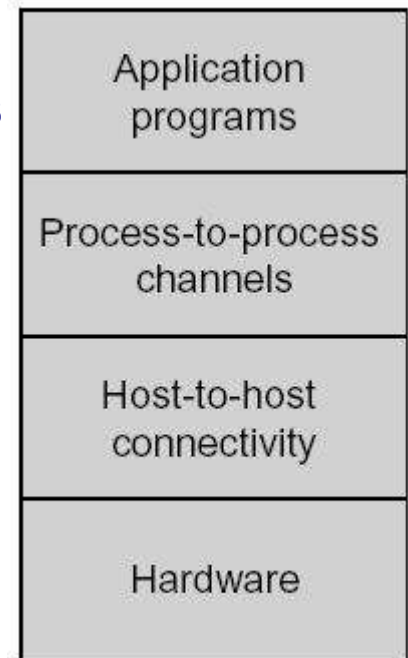 Application
programs
Process-to-process
channels
Host-to-host
connectivity
Hardware